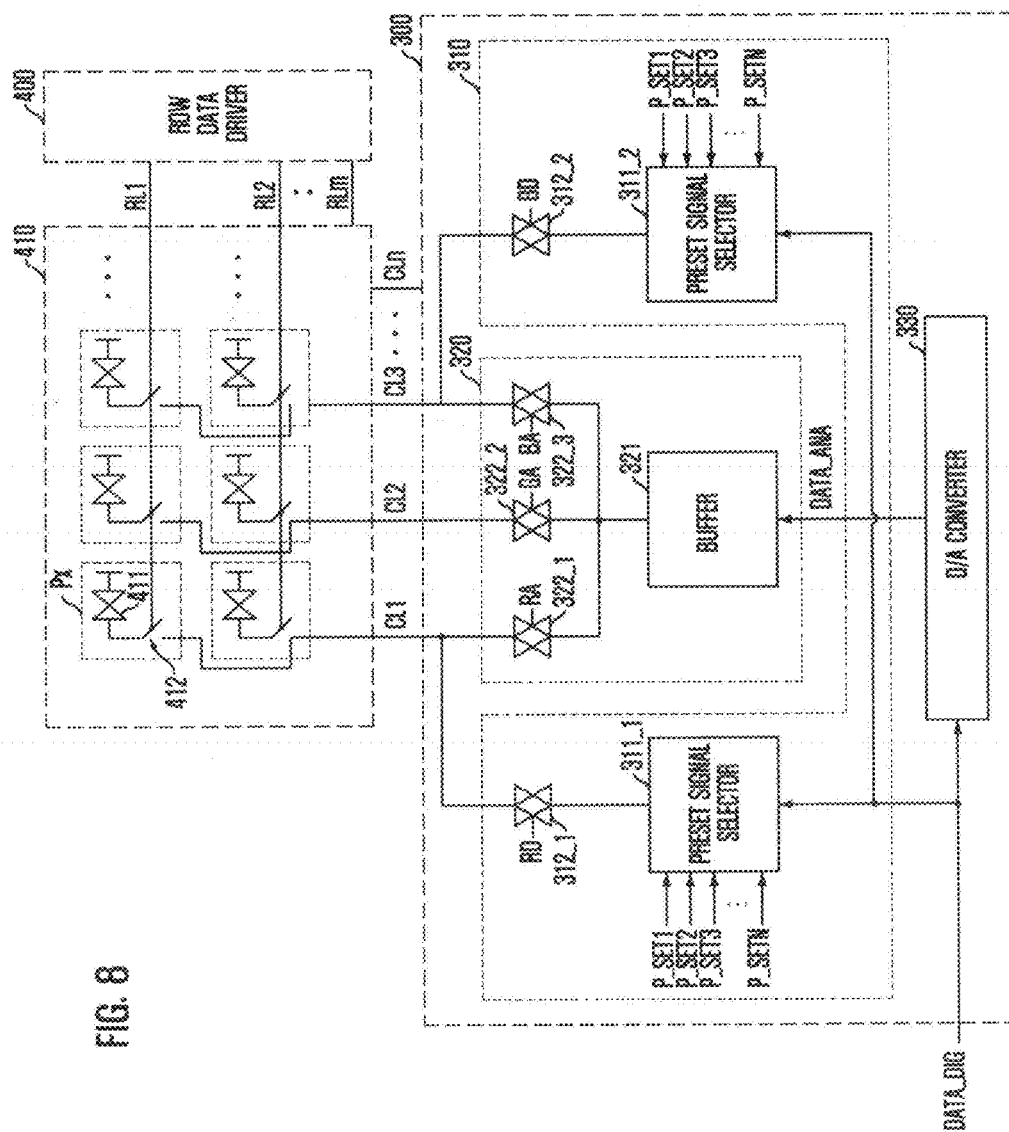 FIG. 8
410
400
ROW
DATA
DRIVER
RL1
RL2
RLm
Px
411
412
CL1
CL2
CL3
CLn
300
310
320
RD
312_1
RA
322_1
322_2
GA
BA
322_3
BD
312_2
P_SET1
P_SET2
P_SET3
P_SETN
311_1
PRESET SIGNAL
SELECTOR
321
BUFFER
311_2
PRESET SIGNAL
SELECTOR
P_SET1
P_SET2
P_SET3
P_SETN
DATA_ANA
330
D/A CONVERTER
DATA_DIG